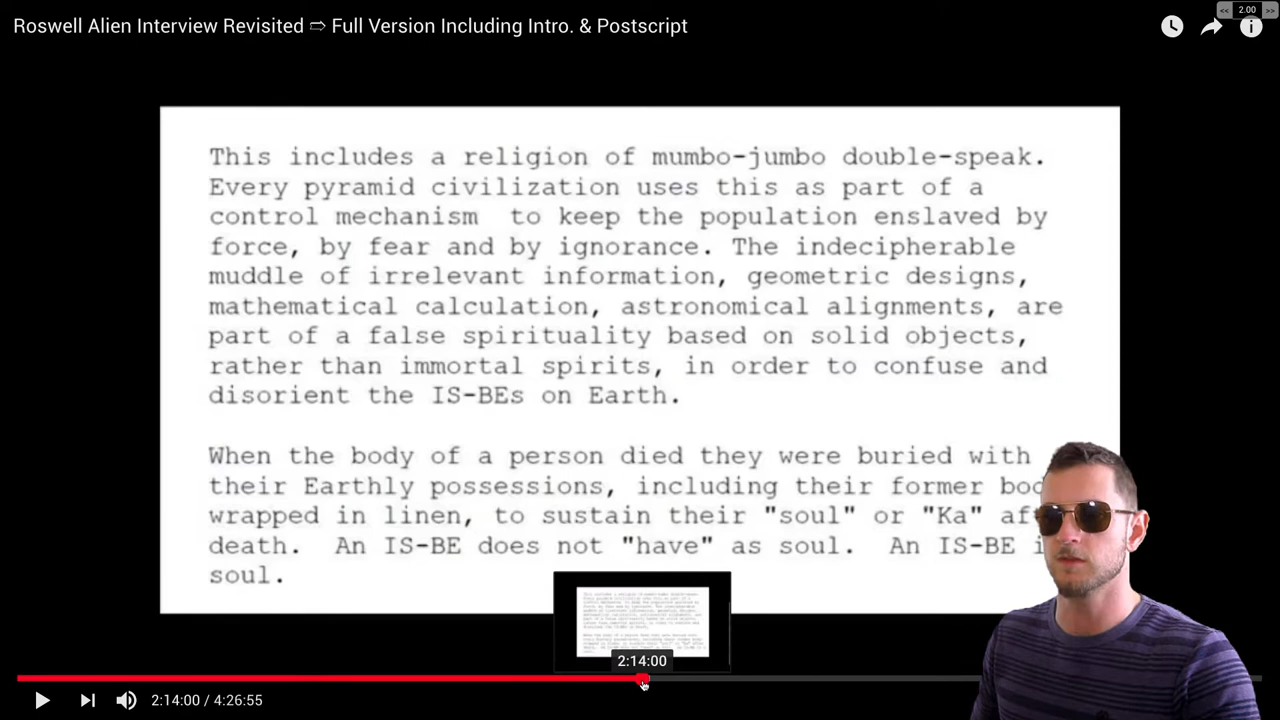 Roswell Alien Interview Revisited ⇨ Full Version Including Intro. & Postscript
<< 2.00 >>
This includes a religion of mumbo-jumbo double-speak.
Every pyramid civilization uses this as part of a
control mechanism to keep the population enslaved by
force, by fear and by ignorance. The indecipherable
muddle of irrelevant information, geometric designs,
mathematical calculation, astronomical alignments, are
part of a false spirituality based on solid objects,
rather than immortal spirits, in order to confuse and
disorient the IS-BEs on Earth.
When the body of a person died they were buried with
their Earthly possessions, including their former
wrapped in linen, to sustain their "soul" or "Ka"
death. An IS-BE does not "have" as soul. An IS-BE
soul.
2:14:00
2:14:00 / 4:26:55